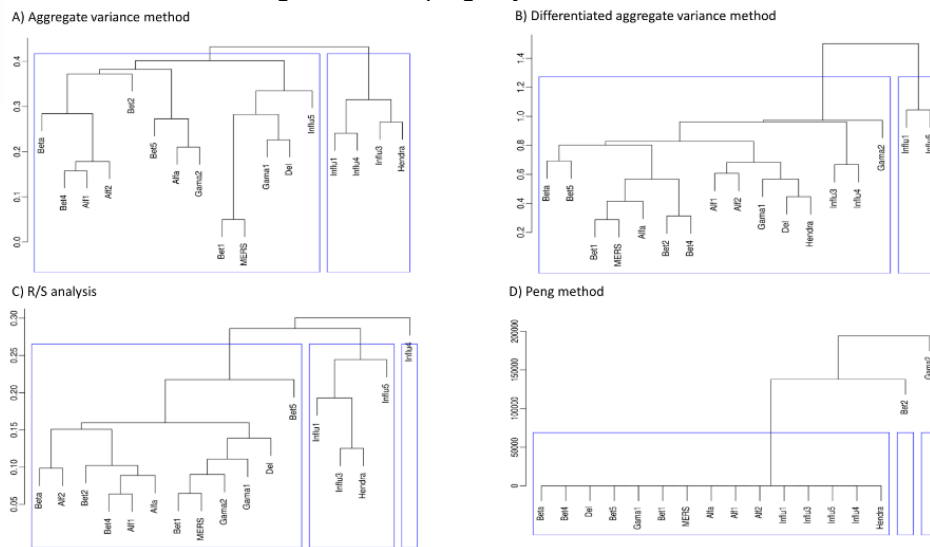 A) Aggregate variance method
0.4
0.3
0.2
0.1
0.0
Beta
Bet4
Alf1
Alf2
Bet2
Bet5
Alfa
Gama2
Bet1
MERS
Gama1
Del
Influ5
Influ1
Influ4
Influ3
Hendra
B) Differentiated aggregate variance method
1.4
1.2
1.0
0.8
0.6
0.4
0.2
Beta
Bet5
Bet1
MERS
Alfa
Bet2
Bet4
Alf1
Alf2
Gama1
Del
Hendra
Influ3
Influ4
Gama2
Influ1
C) R/S analysis
0.30
0.25
0.20
0.15
0.10
0.05
Beta
Alf2
Bet2
Bet4
Alf1
Alfa
Bet1
MERS
Gama2
Gama1
Del
Bet5
Influ1
Influ3
Hendra
Influ5
Influ4
D) Peng method
200000
150000
100000
50000
0
Beta
Bet4
Del
Bet5
Gama1
Bet1
MERS
Alfa
Alf1
Alf2
Influ1
Influ3
Influ5
Influ4
Hendra
Bet2
Gama2